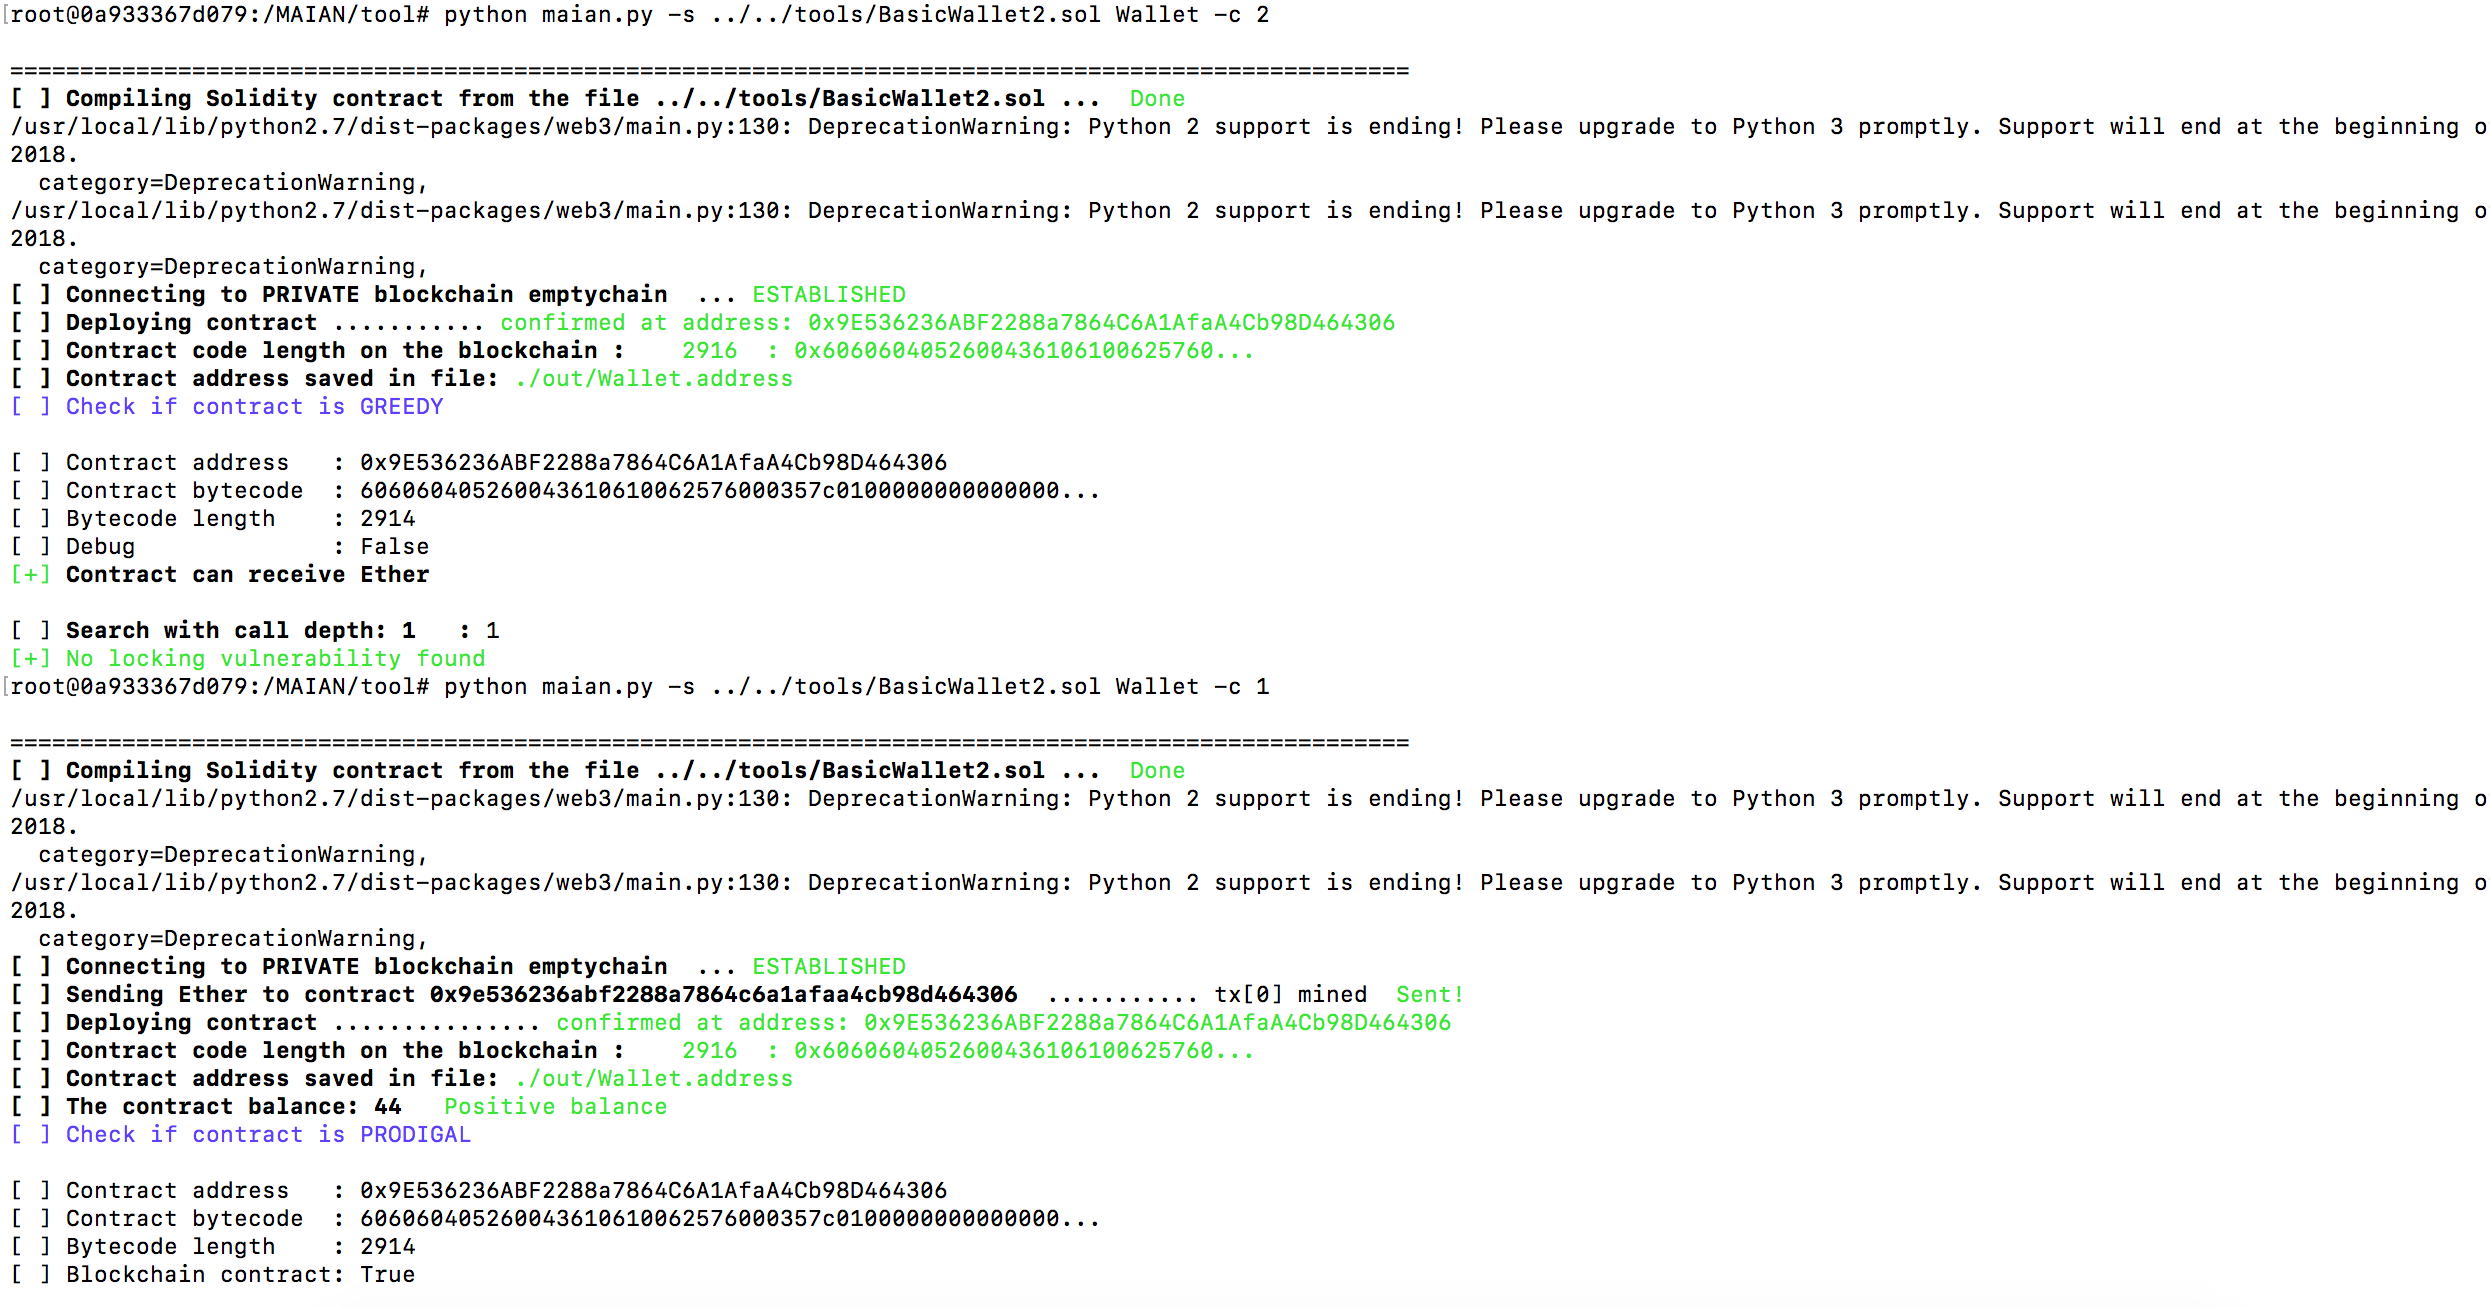 [root@0a933367d079:/MAIAN/tool# python maian.py -s ../../tools/BasicWallet2.sol Wallet -c 2
====================================================================================================
[ ] Compiling Solidity contract from the file ../../tools/BasicWallet2.sol ...  Done
/usr/local/lib/python2.7/dist-packages/web3/main.py:130: DeprecationWarning: Python 2 support is ending! Please upgrade to Python 3 promptly. Support will end at the beginning o
2018.
  category=DeprecationWarning,
/usr/local/lib/python2.7/dist-packages/web3/main.py:130: DeprecationWarning: Python 2 support is ending! Please upgrade to Python 3 promptly. Support will end at the beginning o
2018.
  category=DeprecationWarning,
[ ] Connecting to PRIVATE blockchain emptychain  ... ESTABLISHED
[ ] Deploying contract ........... confirmed at address: 0x9E536236ABF2288a7864C6A1AfaA4Cb98D464306
[ ] Contract code length on the blockchain :    2916  : 0x6060604052600436106100625760...
[ ] Contract address saved in file: ./out/Wallet.address
[ ] Check if contract is GREEDY
[ ] Contract address   : 0x9E536236ABF2288a7864C6A1AfaA4Cb98D464306
[ ] Contract bytecode  : 606060405260043610610062576000357c0100000000000000...
[ ] Bytecode length    : 2914
[ ] Debug              : False
[+] Contract can receive Ether
[ ] Search with call depth: 1   : 1
[+] No locking vulnerability found
[root@0a933367d079:/MAIAN/tool# python maian.py -s ../../tools/BasicWallet2.sol Wallet -c 1
====================================================================================================
[ ] Compiling Solidity contract from the file ../../tools/BasicWallet2.sol ...  Done
/usr/local/lib/python2.7/dist-packages/web3/main.py:130: DeprecationWarning: Python 2 support is ending! Please upgrade to Python 3 promptly. Support will end at the beginning o
2018.
  category=DeprecationWarning,
/usr/local/lib/python2.7/dist-packages/web3/main.py:130: DeprecationWarning: Python 2 support is ending! Please upgrade to Python 3 promptly. Support will end at the beginning o
2018.
  category=DeprecationWarning,
[ ] Connecting to PRIVATE blockchain emptychain  ... ESTABLISHED
[ ] Sending Ether to contract 0x9e536236abf2288a7864c6a1afaa4cb98d464306  ........... tx[0] mined  Sent!
[ ] Deploying contract ............... confirmed at address: 0x9E536236ABF2288a7864C6A1AfaA4Cb98D464306
[ ] Contract code length on the blockchain :    2916  : 0x6060604052600436106100625760...
[ ] Contract address saved in file: ./out/Wallet.address
[ ] The contract balance: 44   Positive balance
[ ] Check if contract is PRODIGAL
[ ] Contract address   : 0x9E536236ABF2288a7864C6A1AfaA4Cb98D464306
[ ] Contract bytecode  : 606060405260043610610062576000357c0100000000000000...
[ ] Bytecode length    : 2914
[ ] Blockchain contract: True